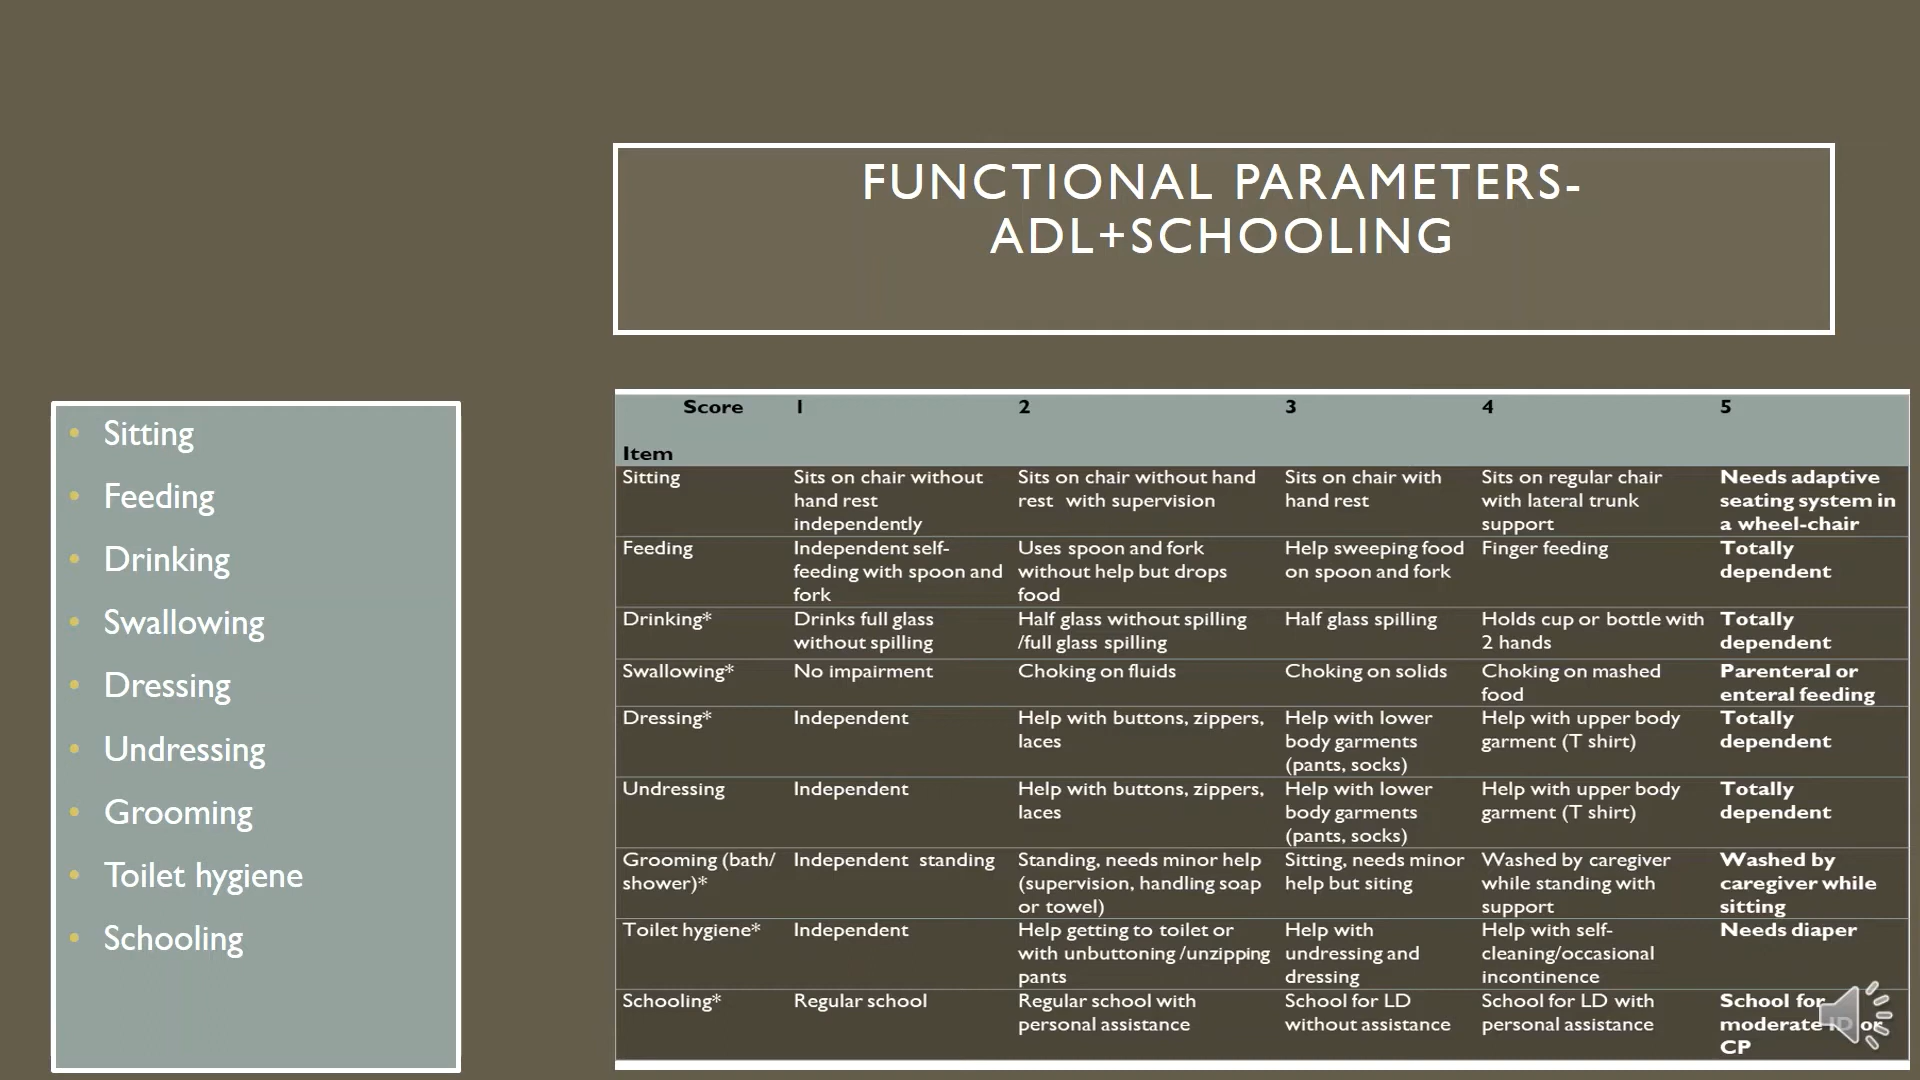 FUNCTIONAL PARAMETERS-
ADL+SCHOOLING
• Sitting
• Feeding
• Drinking
• Swallowing
• Dressing
• Undressing
• Grooming
• Toilet hygiene
• Schooling
Score 1 2 3 4 5
Item
Sitting
Sits on chair without
hand rest
independently
Sits on chair without hand
rest with supervision
Sits on chair with
hand rest
Sits on regular chair
with lateral trunk
support
Needs adaptive
seating system in
a wheel-chair
Feeding
Independent self-
feeding with spoon and
fork
Uses spoon and fork
without help but drops
food
Help sweeping food
on spoon and fork
Finger feeding
Totally
dependent
Drinking*
Drinks full glass
without spilling
Half glass without spilling
/full glass spilling
Half glass spilling
Holds cup or bottle with
2 hands
Totally
dependent
Swallowing*
No impairment
Choking on fluids
Choking on solids
Choking on mashed
food
Parenteral or
enteral feeding
Dressing*
Independent
Help with buttons, zippers,
laces
Help with lower
body garments
(pants, socks)
Help with upper body
garment (T shirt)
Totally
dependent
Undressing
Independent
Help with buttons, zippers,
laces
Help with lower
body garments
(pants, socks)
Help with upper body
garment (T shirt)
Totally
dependent
Grooming (bath/
shower)*
Independent standing
Standing, needs minor help
(supervision, handling soap
or towel)
Sitting, needs minor
help but siting
Washed by caregiver
while standing with
support
Washed by
caregiver while
sitting
Toilet hygiene*
Independent
Help getting to toilet or
with unbuttoning /unzipping
pants
Help with
undressing and
dressing
Help with self-
cleaning/occasional
incontinence
Needs diaper
Schooling*
Regular school
Regular school with
personal assistance
School for LD
without assistance
School for LD with
personal assistance
School for
moderate ID or
CP